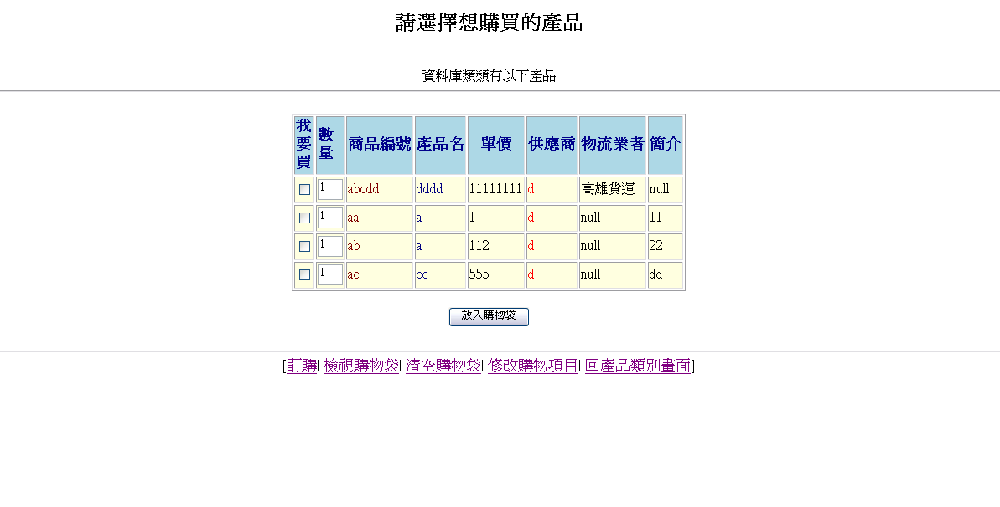 請選擇想購買的產品
資料庫類類有以下產品
我要買 數量 商品編號 產品名 單價 供應商 物流業者 簡介
1 abcdd dddd 11111111 d 高雄貨運 null
1 aa a 1 d null 11
1 ab a 112 d null 22
1 ac cc 555 d null dd
放入購物袋
[訂購| 檢視購物袋| 清空購物袋| 修改購物項目| 回產品類別畫面]